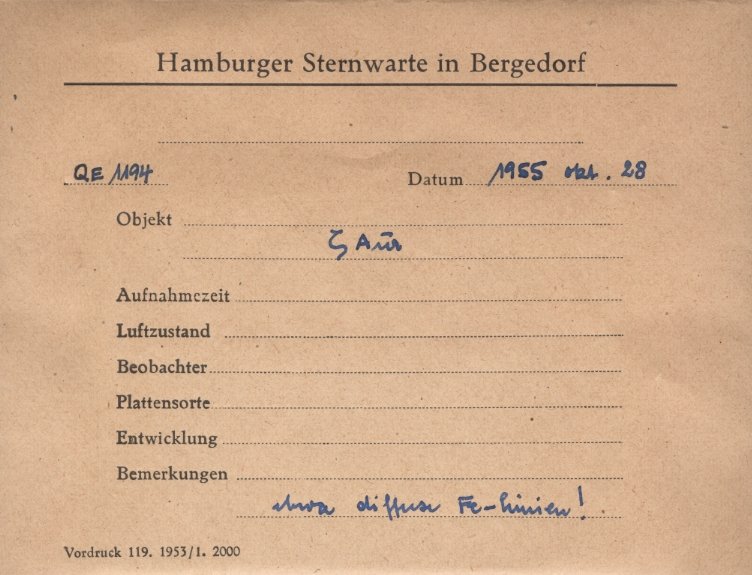 Hamburger Sternwarte in Bergedorf
QE 1194 Datum 1955 Okt. 28
Objekt
ζ Aur
Aufnahmezeit
Luftzustand
Beobachter
Plattensorte
Entwicklung
Bemerkungen
etwa diffuse Fe-Linien!
Vordruck 119. 1953/1. 2000